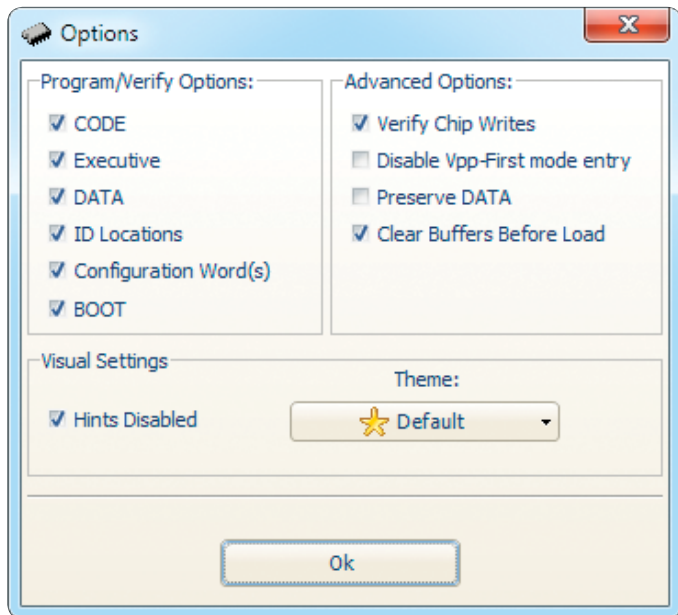 Options
Program/Verify Options:
CODE
Executive
DATA
ID Locations
Configuration Word(s)
BOOT
Advanced Options:
Verify Chip Writes
Disable Vpp-First mode entry
Preserve DATA
Clear Buffers Before Load
Visual Settings
Hints Disabled
Theme:
Default
Ok